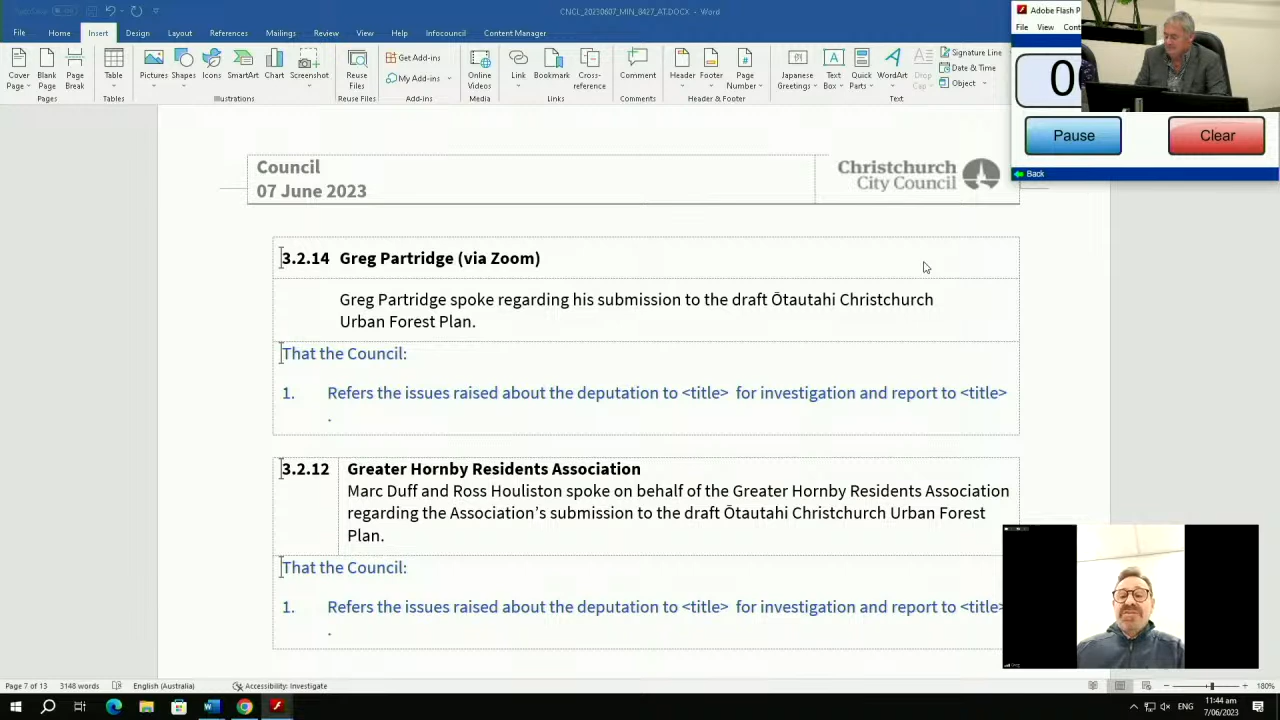 CNCL_20230607_MIN_8427_AT.DOCX - Word
File Home Insert Design Layout References Mailings Review View Help Infocouncil Content Manager
Cover Page
Blank Page
Page Break
Pages
Table
Tables
Pictures
Shapes
Icons
SmartArt
Chart
Screenshot
Illustrations
Reuse Files
Reuse Files
Get Add-ins
My Add-ins
Add-ins
Online Videos
Media
Link
Bookmark
Cross-reference
Links
Comment
Comments
Header
Footer
Page Number
Header & Footer
Japanese Greetings
Text Box
Quick Parts
WordArt
Drop Cap
Signature Line
Date & Time
Object
Text
Adobe Flash P
File View Cont
Pause
Clear
Back
Council
07 June 2023
Christchurch
City Council
3.2.14 Greg Partridge (via Zoom)
Greg Partridge spoke regarding his submission to the draft Ōtautahi Christchurch
Urban Forest Plan.
That the Council:
1. Refers the issues raised about the deputation to <title> for investigation and report to <title>
.
3.2.12 Greater Hornby Residents Association
Marc Duff and Ross Houliston spoke on behalf of the Greater Hornby Residents Association
regarding the Association’s submission to the draft Ōtautahi Christchurch Urban Forest
Plan.
That the Council:
1. Refers the issues raised about the deputation to <title> for investigation and report to <title>
.
Page 7 of 13 3148 words English (Australia) Accessibility: Investigate 180%
ENG
11:44 am
7/06/2023